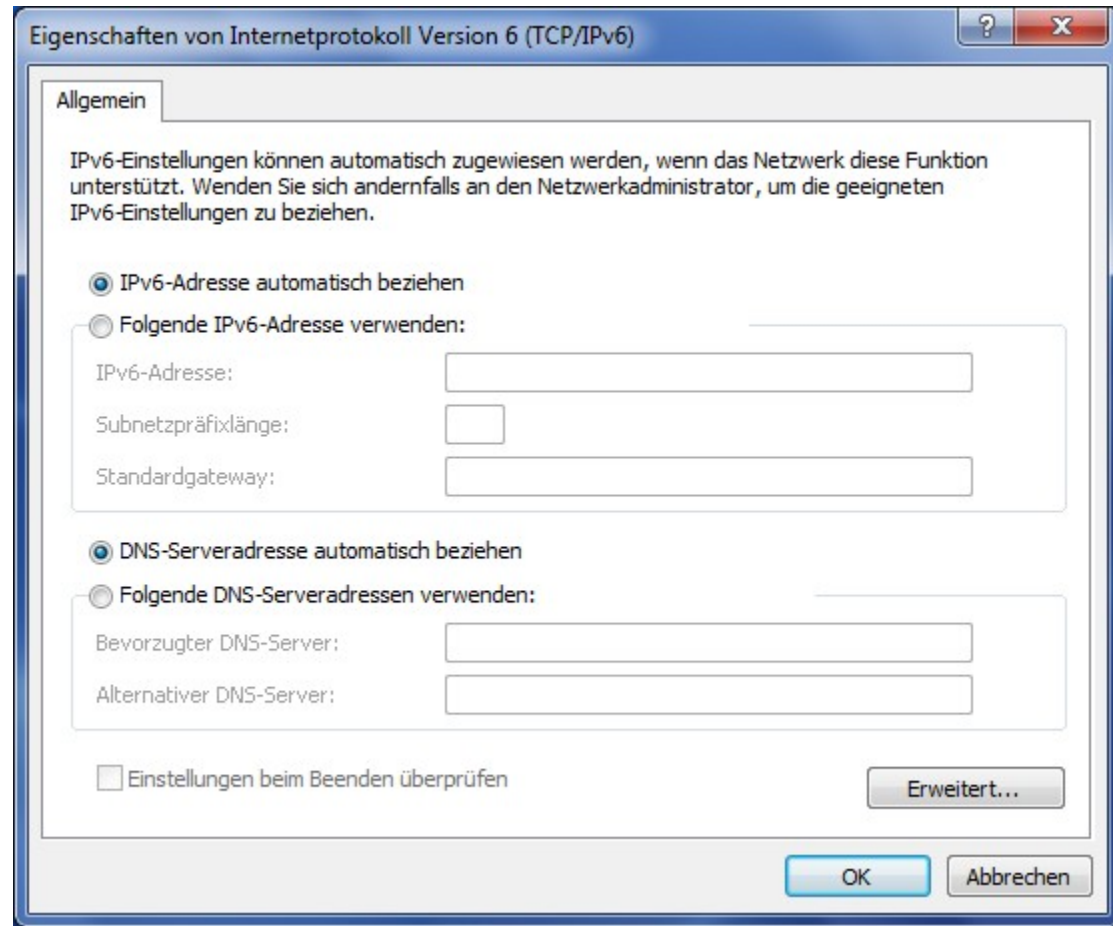 Eigenschaften von Internetprotokoll Version 6 (TCP/IPv6)
Allgemein
IPv6-Einstellungen können automatisch zugewiesen werden, wenn das Netzwerk diese Funktion
unterstützt. Wenden Sie sich andernfalls an den Netzwerkadministrator, um die geeigneten
IPv6-Einstellungen zu beziehen.
IPv6-Adresse automatisch beziehen
Folgende IPv6-Adresse verwenden:
IPv6-Adresse:
Subnetzpräfixlänge:
Standardgateway:
DNS-Serveradresse automatisch beziehen
Folgende DNS-Serveradressen verwenden:
Bevorzugter DNS-Server:
Alternativer DNS-Server:
Einstellungen beim Beenden überprüfen
Erweitert...
OK Abbrechen